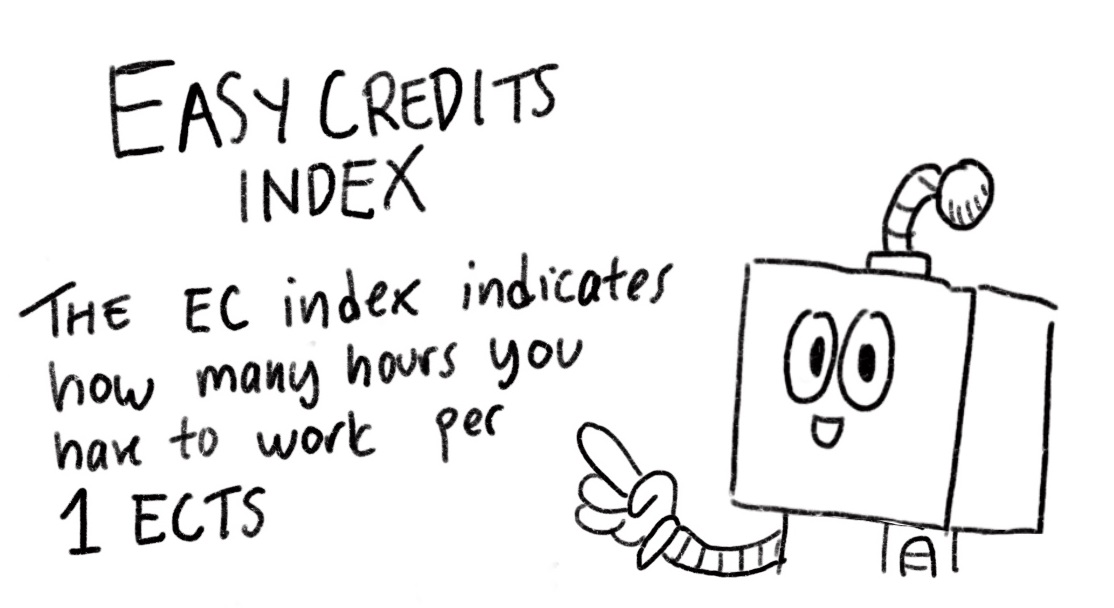 EASY CREDITS
INDEX
THE EC index indicates
how many hours you
have to work per
1 ECTS